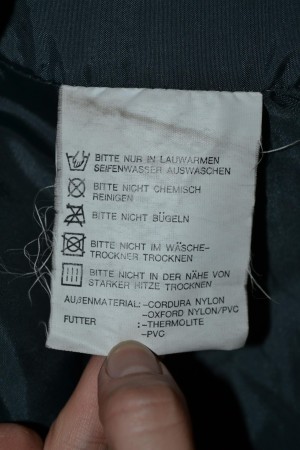 BITTE NUR IN LAUWARMEN
SEIFENWASSER AUSWASCHEN
BITTE NICHT CHEMISCH
REINIGEN
BITTE NICHT BÜGELN
BITTE NICHT IM WÄSCHE-
TROCKNER TROCKNEN
BITTE NICHT IN DER NÄHE VON
STARKER HITZE TROCKNEN
AUßENMATERIAL:-CORDURA NYLON
-OXFORD NYLON/PVC
FUTTER :-THERMOLITE
-PVC